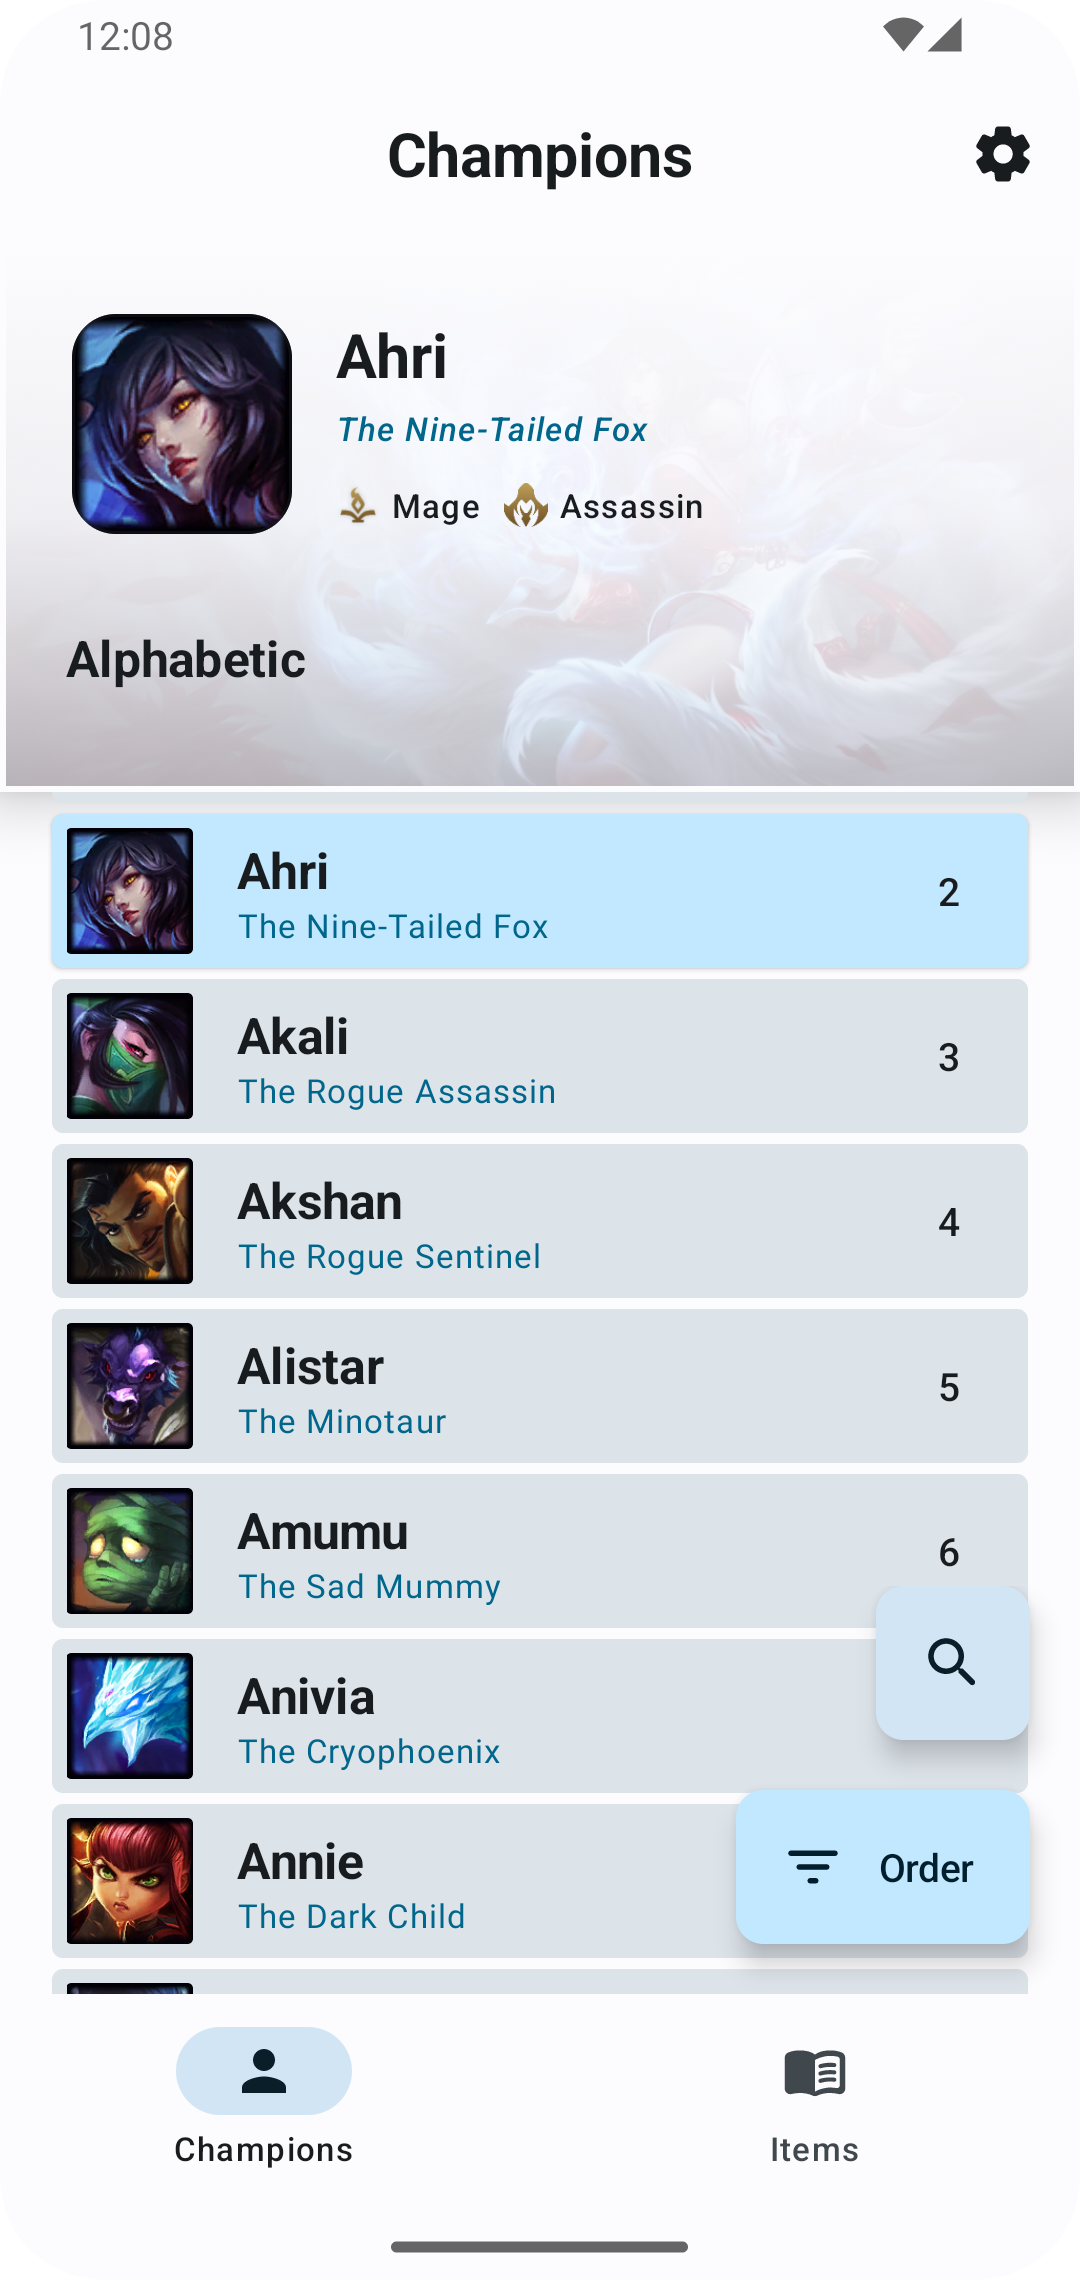 12:08
Champions
Ahri
The Nine-Tailed Fox
Mage Assassin
Alphabetic
Ahri
The Nine-Tailed Fox
2
Akali
The Rogue Assassin
3
Akshan
The Rogue Sentinel
4
Alistar
The Minotaur
5
Amumu
The Sad Mummy
6
Anivia
The Cryophoenix
Annie
The Dark Child
Order
Champions
Items